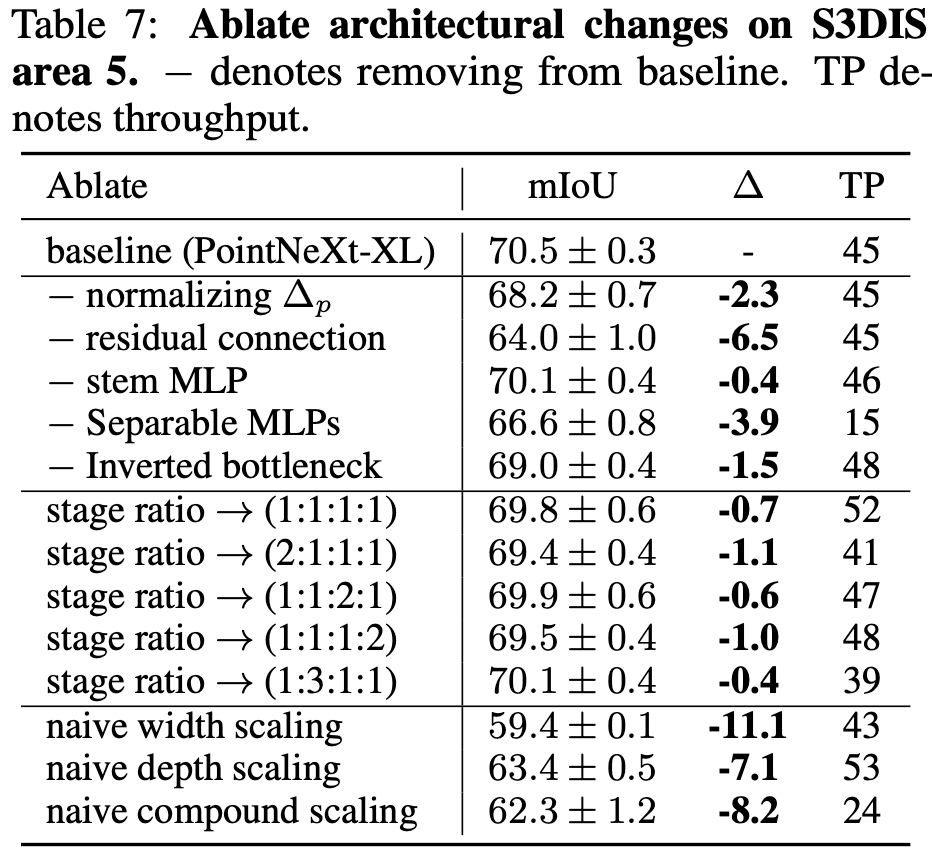 Table 7: Ablate architectural changes on S3DIS
area 5. − denotes removing from baseline. TP de-
notes throughput.
Ablate mIoU Δ TP
baseline (PointNeXt-XL) 70.5 ± 0.3 - 45
− normalizing Δp 68.2 ± 0.7 -2.3 45
− residual connection 64.0 ± 1.0 -6.5 45
− stem MLP 70.1 ± 0.4 -0.4 46
− Separable MLPs 66.6 ± 0.8 -3.9 15
− Inverted bottleneck 69.0 ± 0.4 -1.5 48
stage ratio → (1:1:1:1) 69.8 ± 0.6 -0.7 52
stage ratio → (2:1:1:1) 69.4 ± 0.4 -1.1 41
stage ratio → (1:1:2:1) 69.9 ± 0.6 -0.6 47
stage ratio → (1:1:1:2) 69.5 ± 0.4 -1.0 48
stage ratio → (1:3:1:1) 70.1 ± 0.4 -0.4 39
naive width scaling 59.4 ± 0.1 -11.1 43
naive depth scaling 63.4 ± 0.5 -7.1 53
naive compound scaling 62.3 ± 1.2 -8.2 24